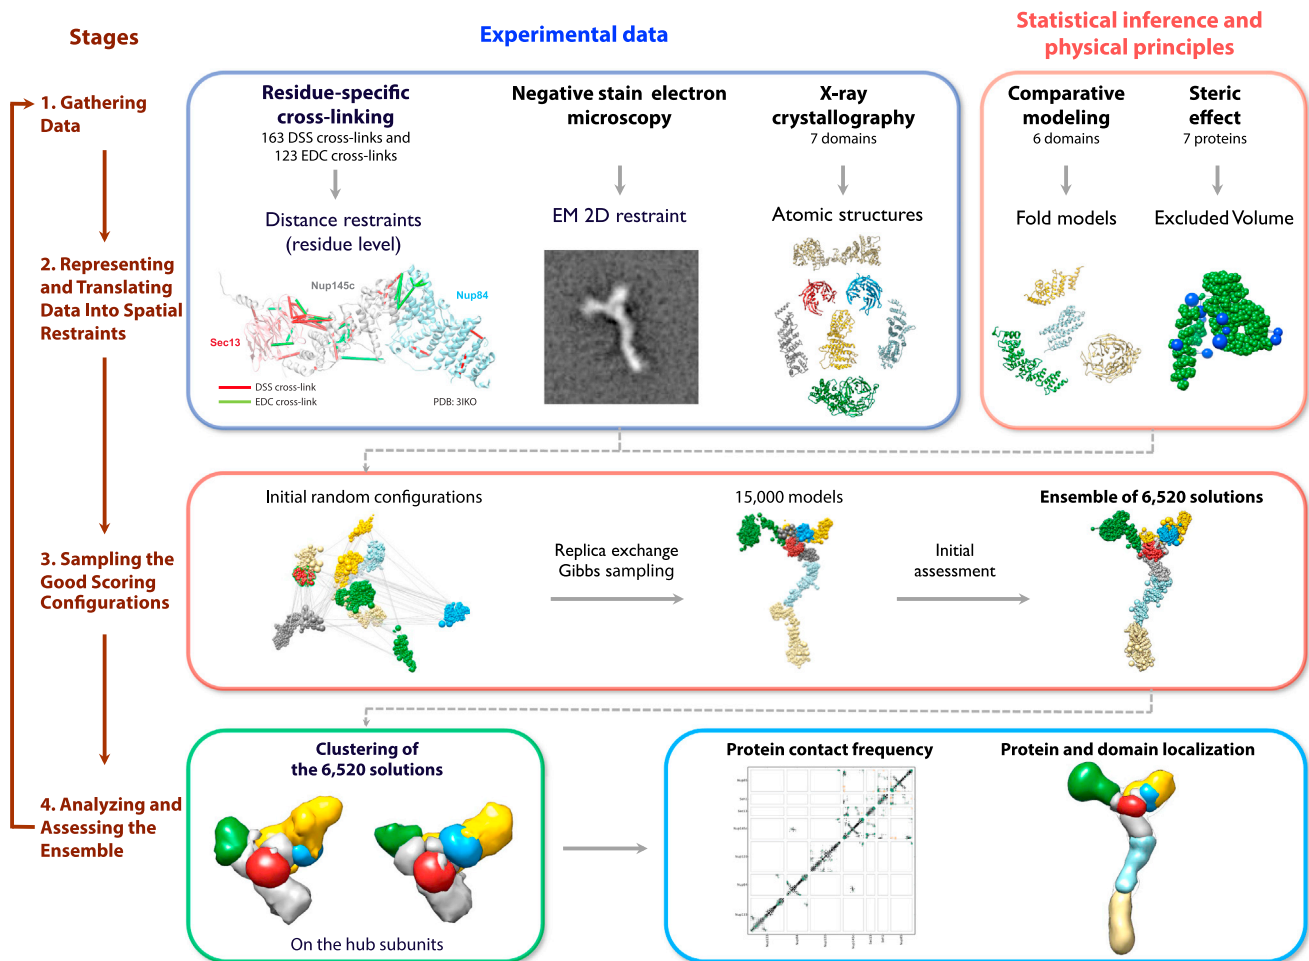 Stages
Experimental data
Statistical inference and
physical principles
1. Gathering
Data
2. Representing
and Translating
Data Into Spatial
Restraints
3. Sampling the
Good Scoring
Configurations
4. Analyzing and
Assessing the
Ensemble
Residue-specific
cross-linking
163 DSS cross-links and
123 EDC cross-links
Distance restraints
(residue level)
Nup145c
Nup84
Sec13
DSS cross-link
EDC cross-link
PDB: 3IKO
Negative stain electron
microscopy
EM 2D restraint
X-ray
crystallography
7 domains
Atomic structures
Comparative
modeling
6 domains
Fold models
Steric
effect
7 proteins
Excluded Volume
Initial random configurations
Replica exchange
Gibbs sampling
15,000 models
Initial
assessment
Ensemble of 6,520 solutions
Clustering of
the 6,520 solutions
On the hub subunits
Protein contact frequency
Protein and domain localization